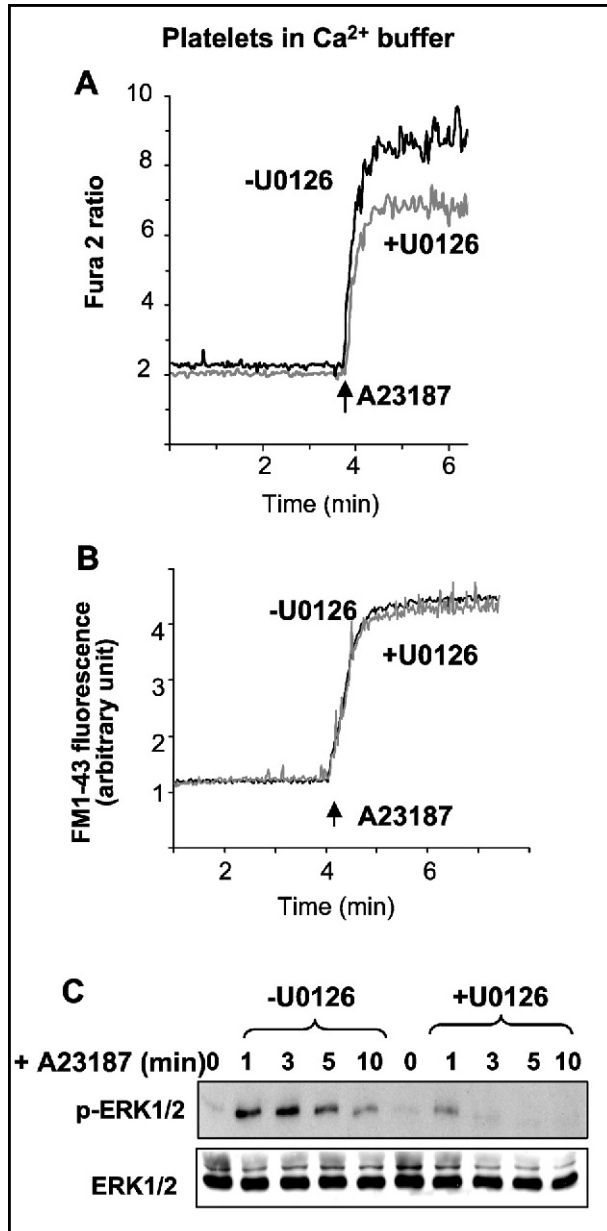 Platelets in Ca²⁺ buffer
A
10
8
6
4
2
Fura 2 ratio
-U0126
+U0126
A23187
2
4
6
Time (min)
B
4
3
2
1
FM1-43 fluorescence
(arbitrary unit)
-U0126
+U0126
A23187
2
4
6
Time (min)
C
-U0126
+U0126
+ A23187 (min) 0 1 3 5 10 0 1 3 5 10
p-ERK1/2
ERK1/2